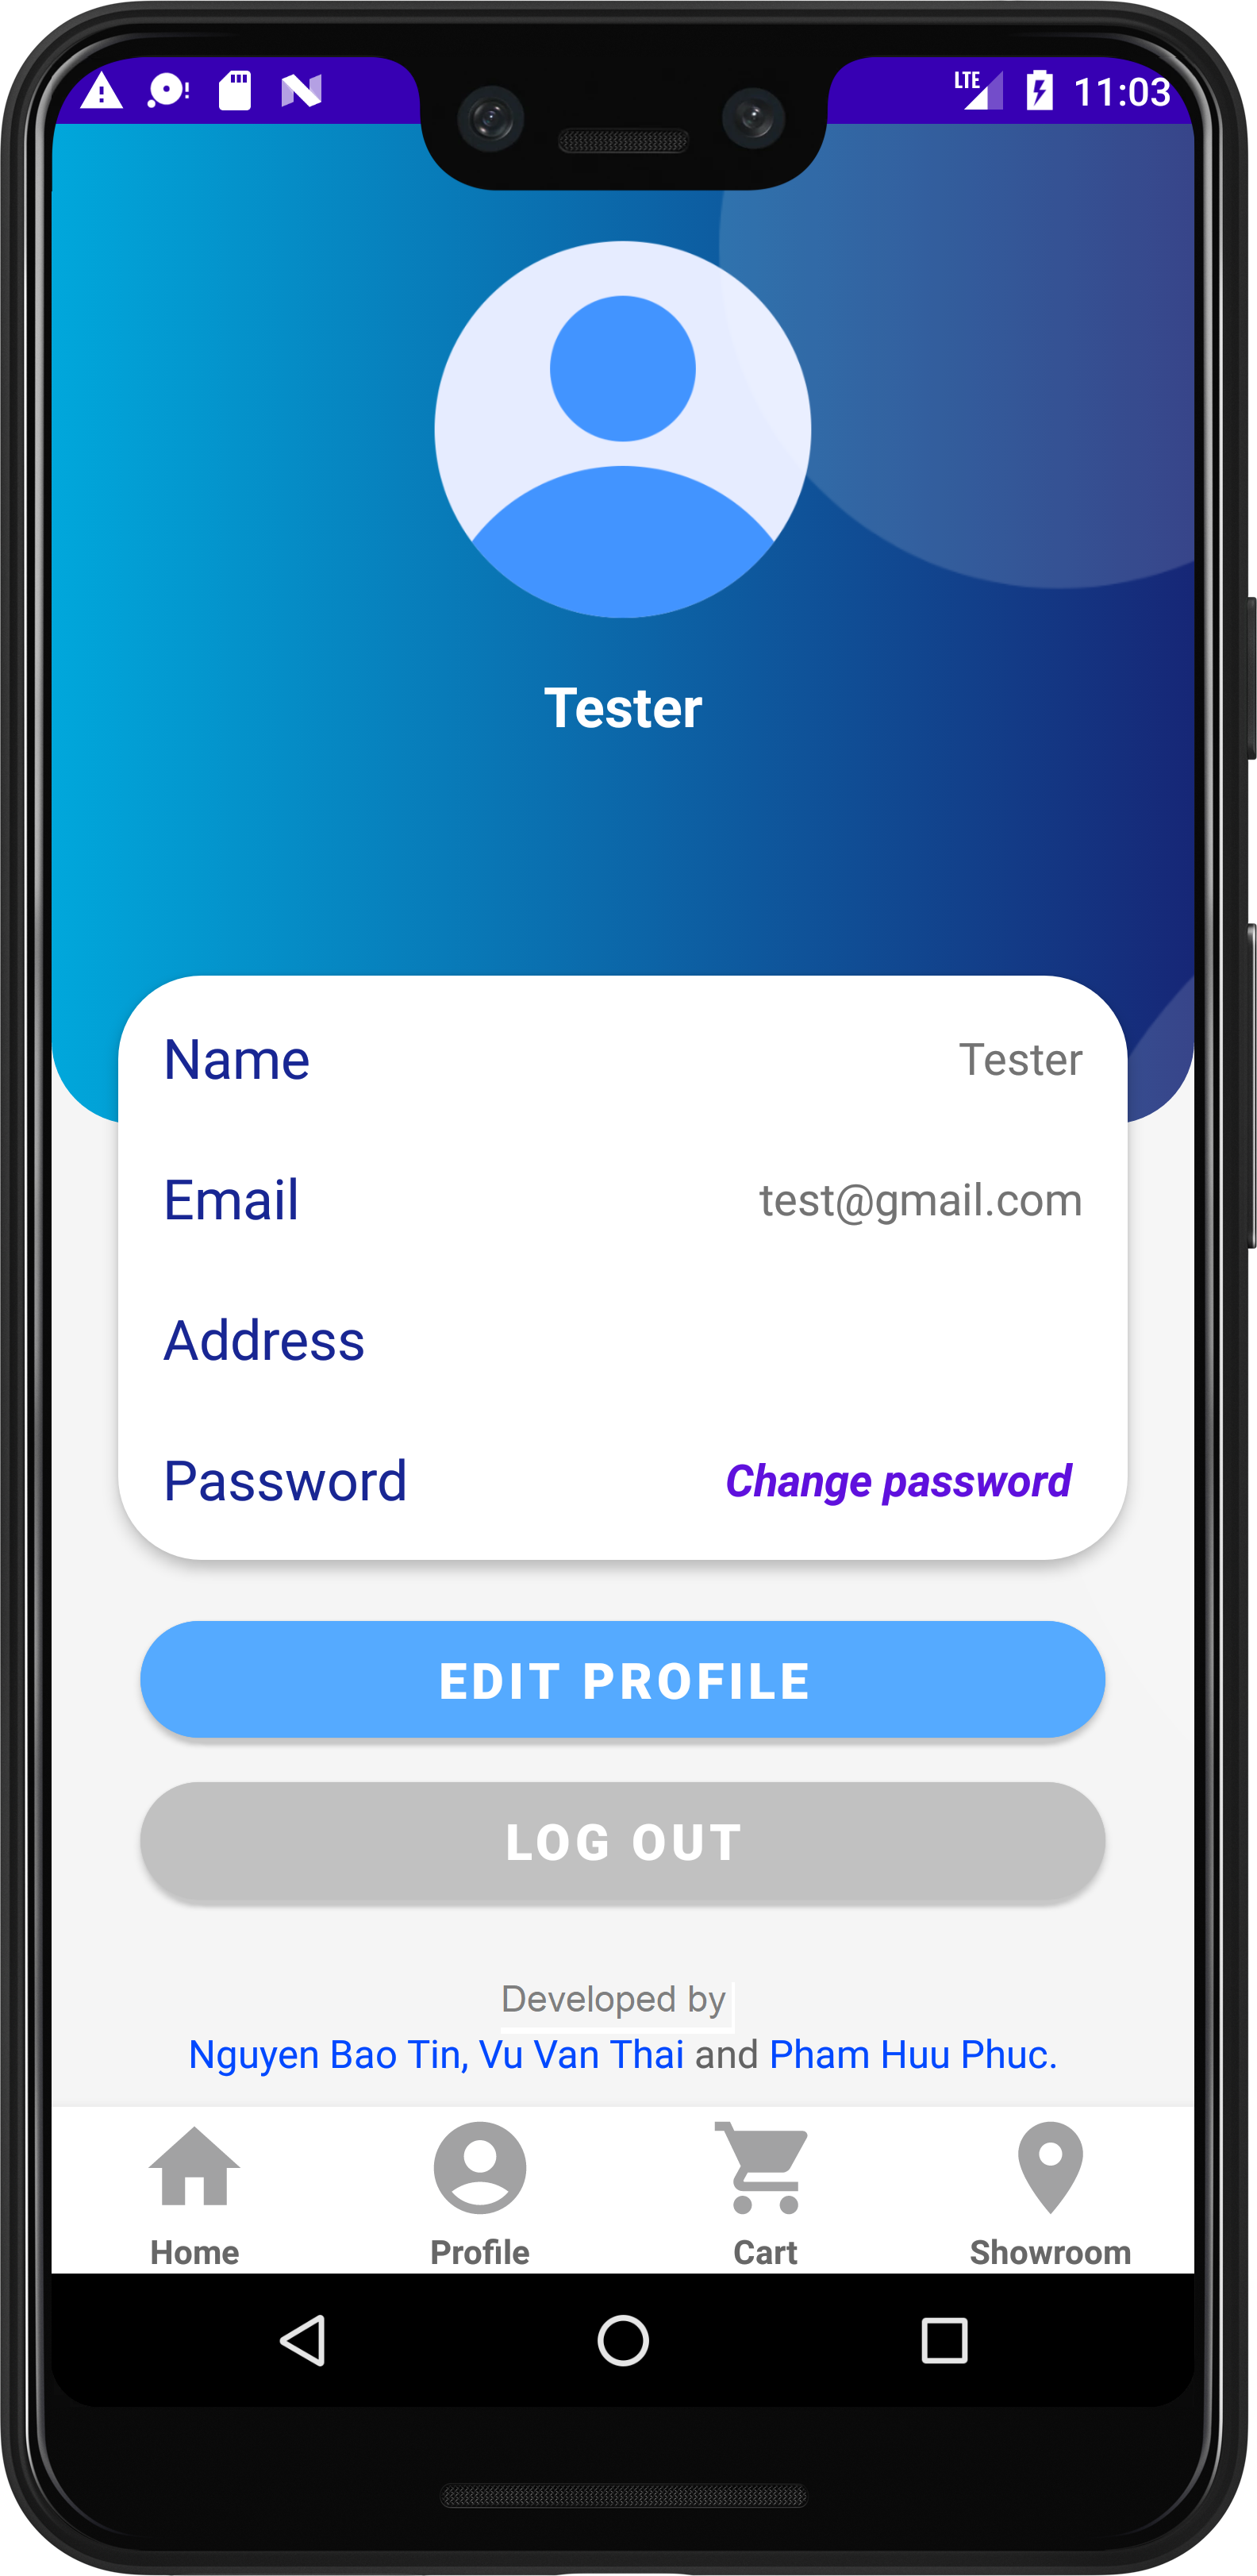 LTE 11:03
Tester
Name Tester
Email test@gmail.com
Address
Password Change password
EDIT PROFILE
LOG OUT
Developed by
Nguyen Bao Tin, Vu Van Thai and Pham Huu Phuc.
Home Profile Cart Showroom